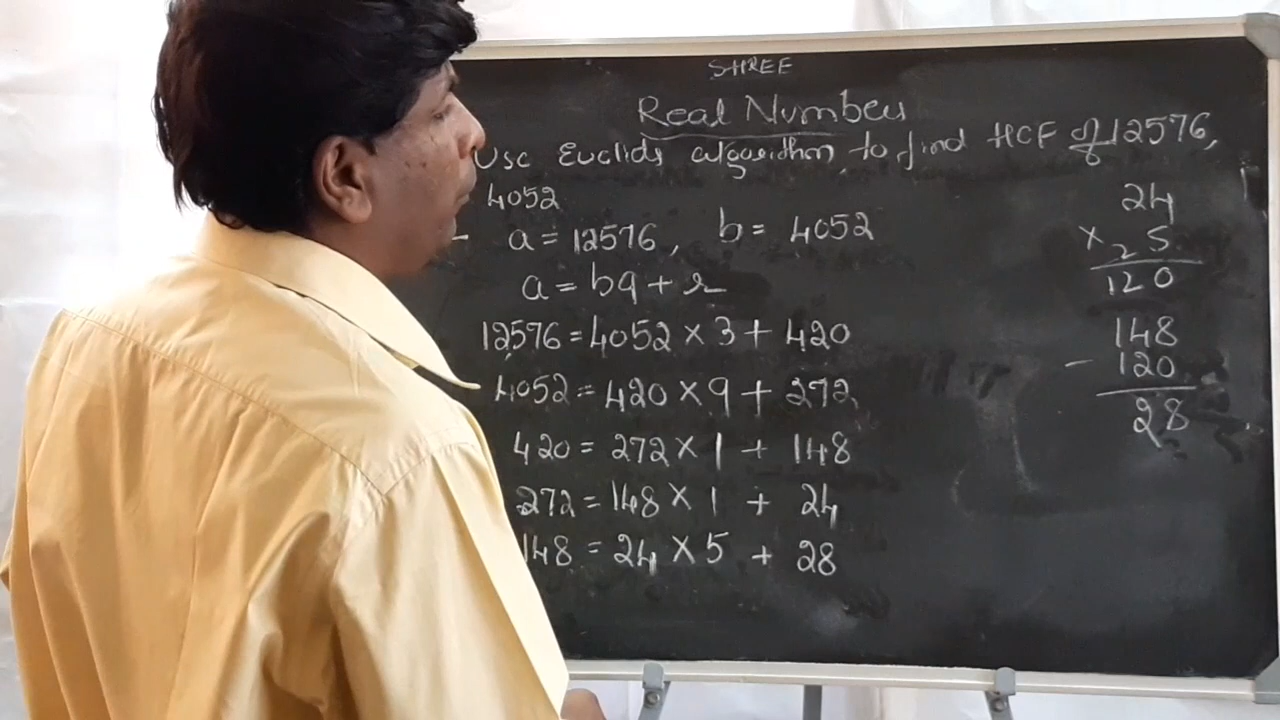 SHREE
Real Number
Use Euclids algorithm to find HCF of 12576,
4052
- a = 12576, b = 4052
a = bq + r
12576 = 4052 × 3 + 420
4052 = 420 × 9 + 272
420 = 272 × 1 + 148
272 = 148 × 1 + 24
148 = 24 × 5 + 28
24
× 2 5
120
148
- 120
28